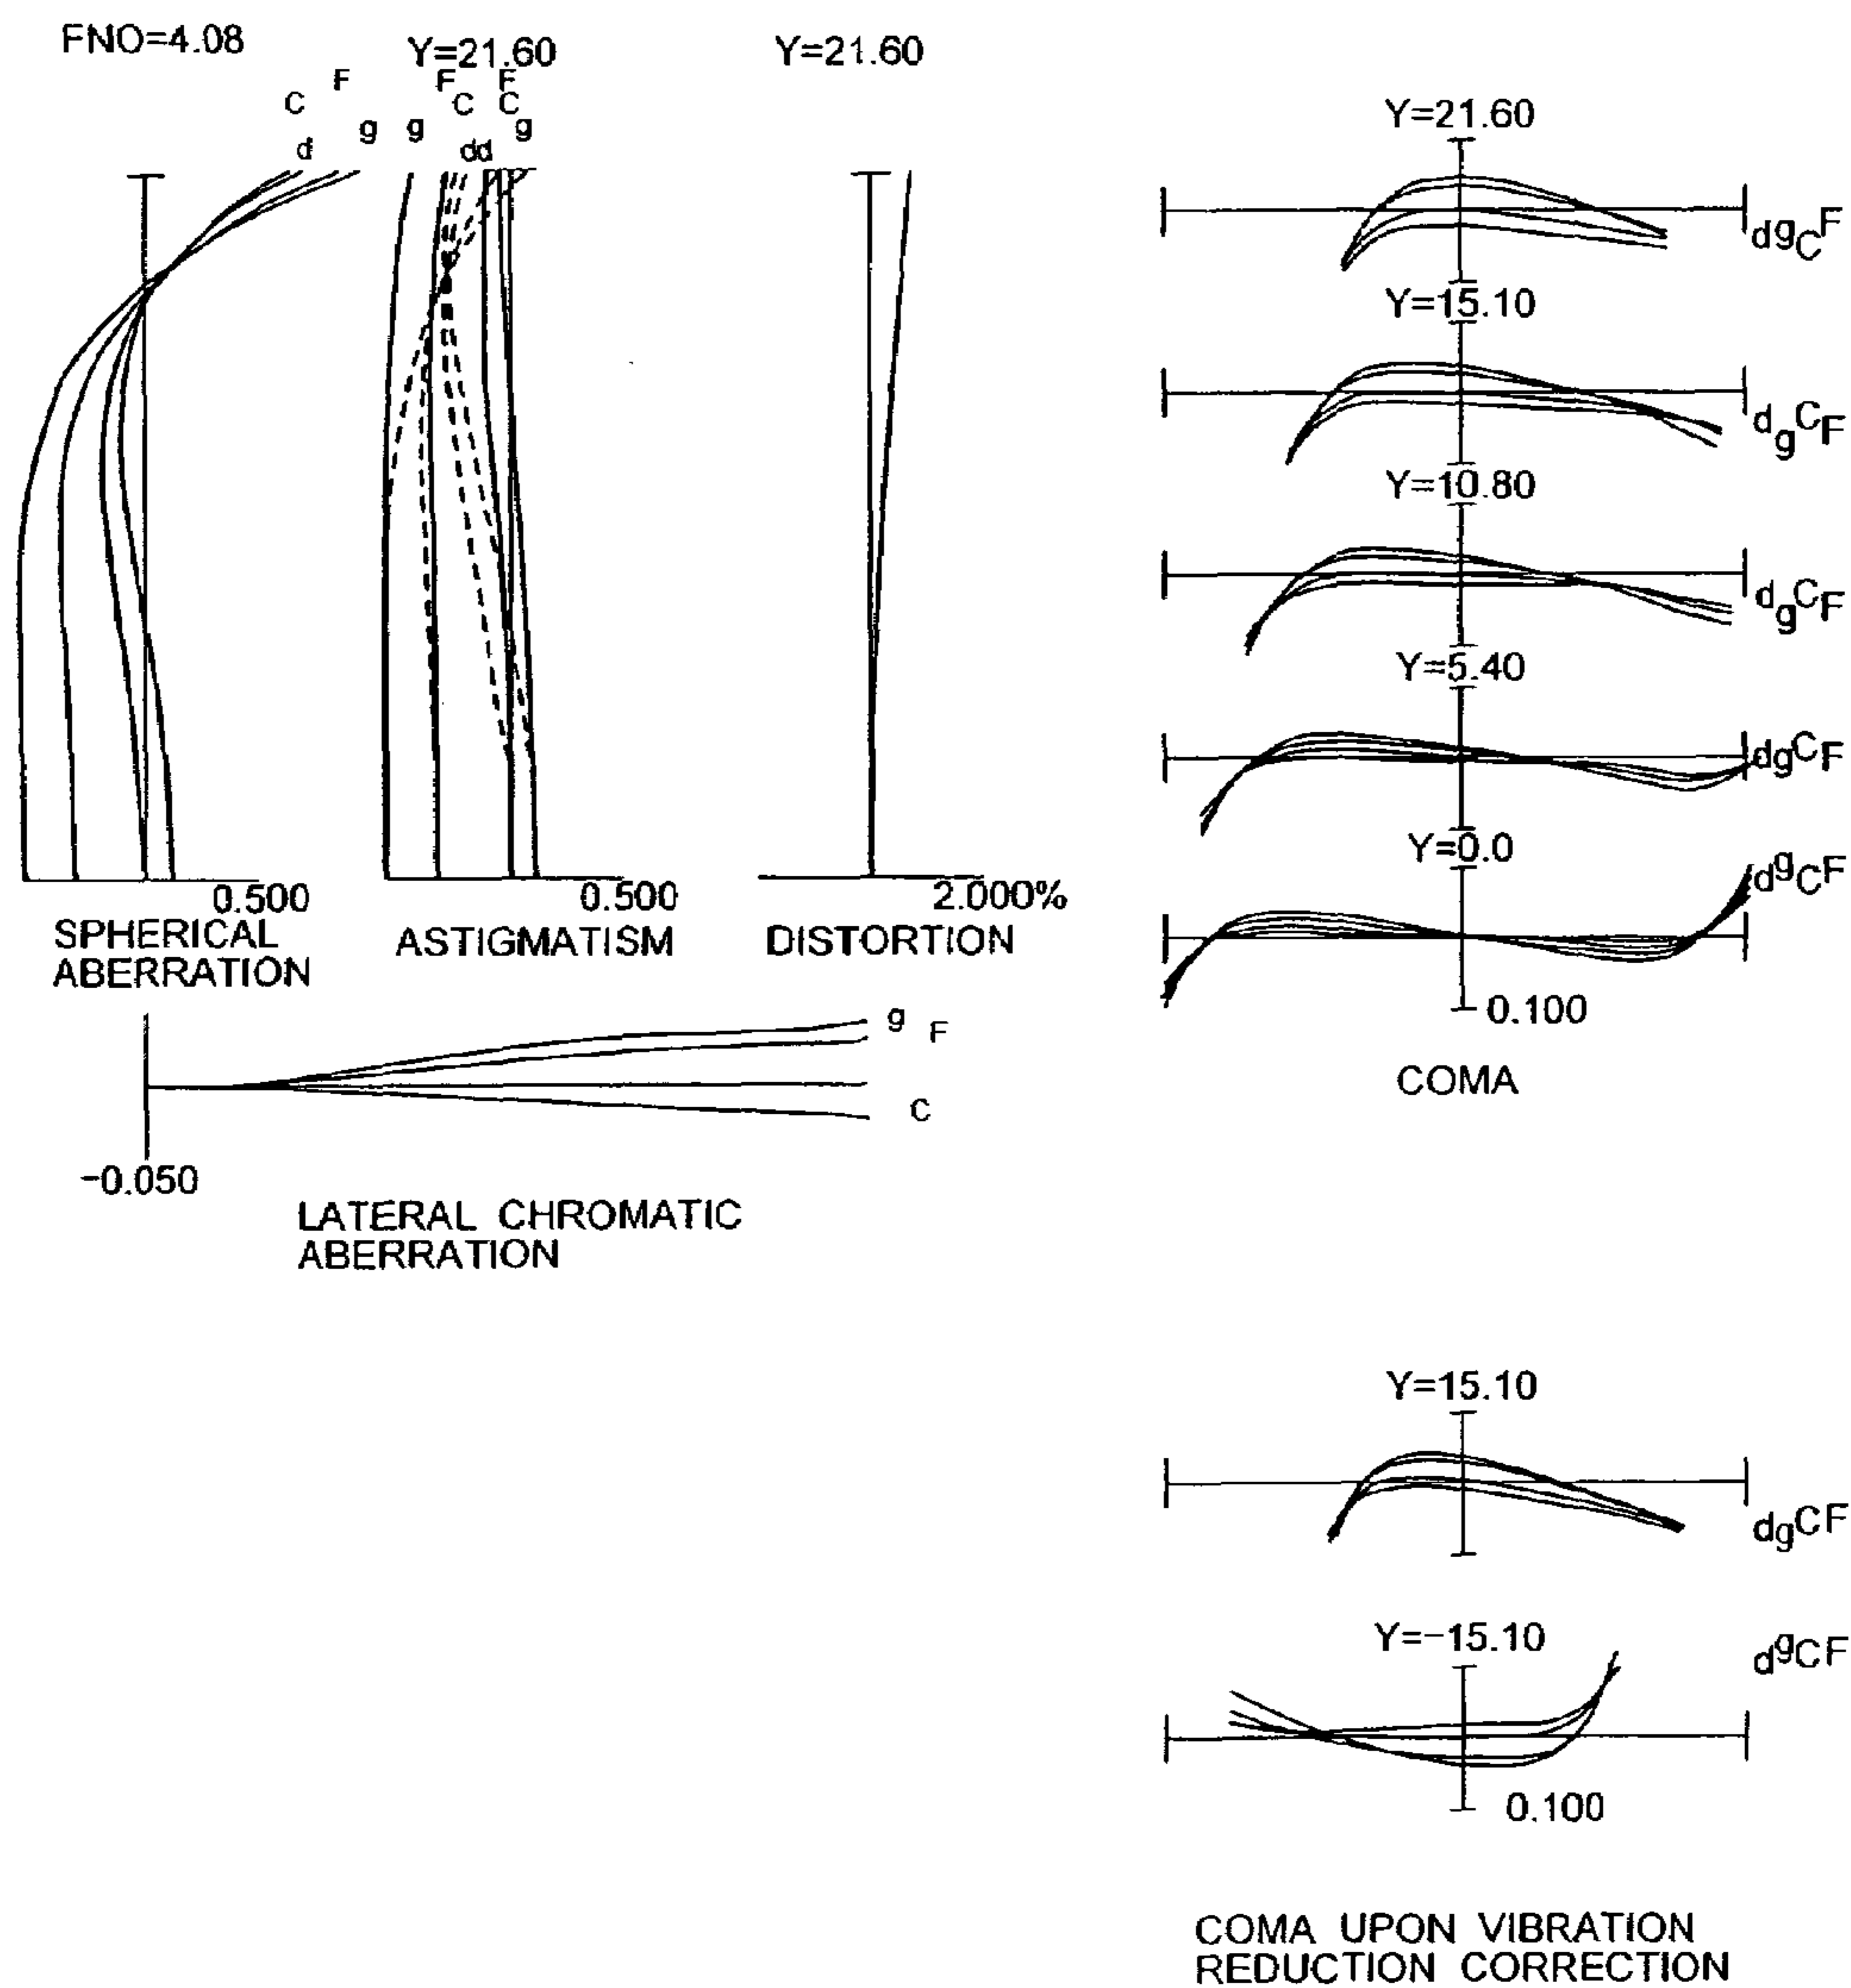 FNO=4.08
C F
d g
Y=21.60
F F
C C
g g
dd
Y=21.60
0.500
SPHERICAL
ABERRATION
0.500
ASTIGMATISM
2.000%
DISTORTION
g F
C
-0.050
LATERAL CHROMATIC
ABERRATION
Y=21.60
dgCF
Y=15.10
dgCF
Y=10.80
dgCF
Y=5.40
dgCF
Y=0.0
dgCF
0.100
COMA
Y=15.10
dgCF
Y=-15.10
dgCF
0.100
COMA UPON VIBRATION
REDUCTION CORRECTION